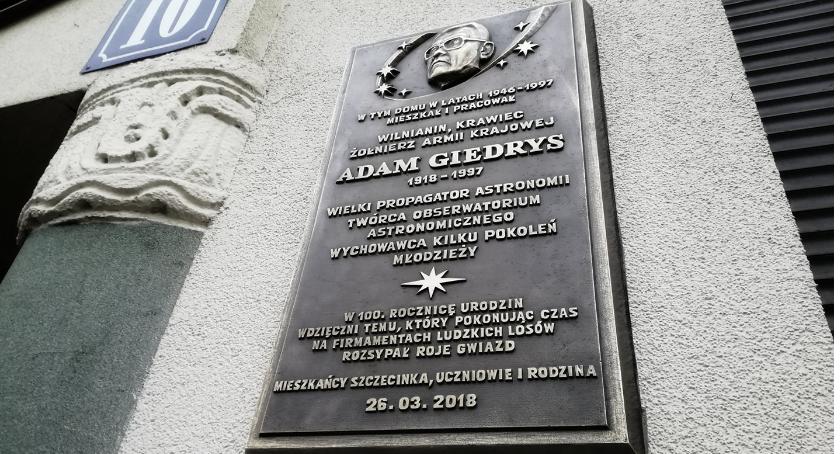 10
W TYM DOMU W LATACH 1946-1997
MIESZKAŁ I PRACOWAŁ
WILNIANIN, KRAWIEC
ŻOŁNIERZ ARMII KRAJOWEJ
ADAM GIEDRYS
1918 - 1997
WIELKI PROPAGATOR ASTRONOMII
TWÓRCA OBSERWATORIUM
ASTRONOMICZNEGO
WYCHOWAWCA KILKU POKOLEŃ
MŁODZIEŻY
W 100. ROCZNICĘ URODZIN
WDZIĘCZNI TEMU, KTÓRY POKONUJĄC CZAS
NA FIRMAMENTACH LUDZKICH LOSÓW
ROZSYPAŁ ROJE GWIAZD
MIESZKAŃCY SZCZECINKA, UCZNIOWIE I RODZINA
26. 03. 2018